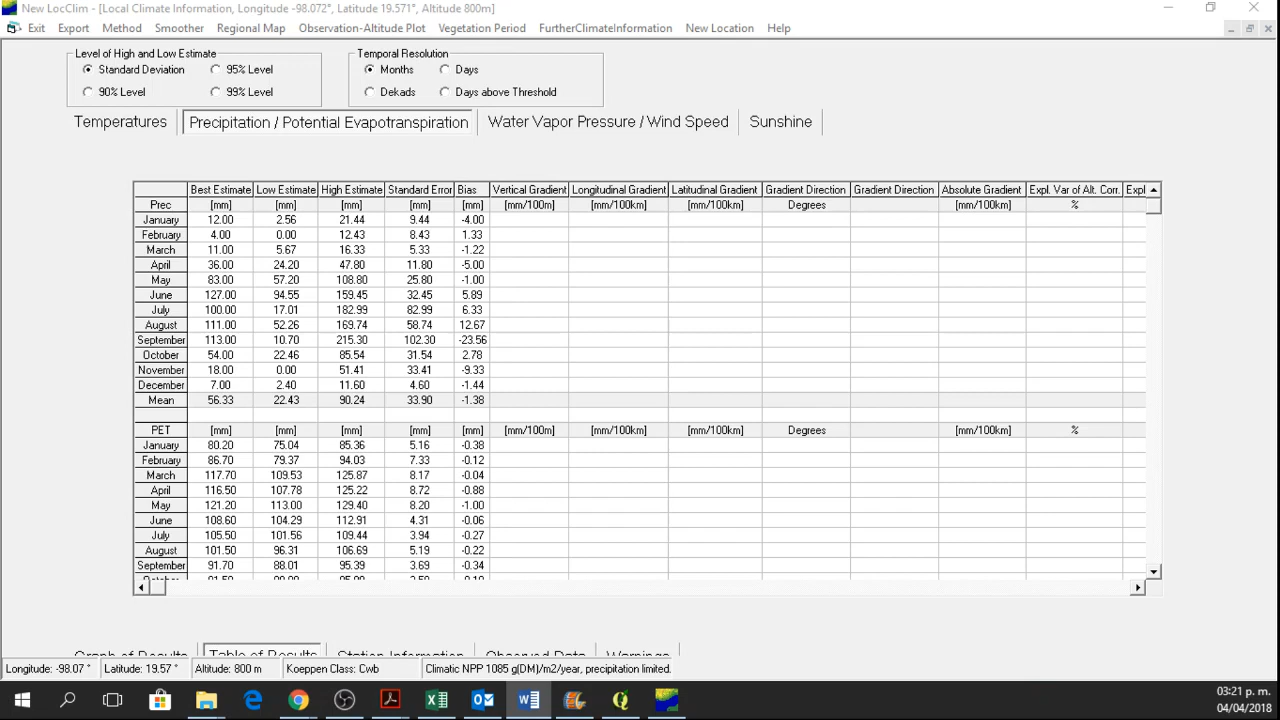 New LocClim - [Local Climate Information, Longitude -98.072°, Latitude 19.571°, Altitude 800m]
Exit Export Method Smoother Regional Map Observation-Altitude Plot Vegetation Period FurtherClimateInformation New Location Help
Level of High and Low Estimate
Standard Deviation 95% Level
90% Level 99% Level
Temporal Resolution
Months Days
Dekads Days above Threshold
Temperatures Precipitation / Potential Evapotranspiration Water Vapor Pressure / Wind Speed Sunshine
Best Estimate Low Estimate High Estimate Standard Error Bias Vertical Gradient Longitudinal Gradient Latitudinal Gradient Gradient Direction Gradient Direction Absolute Gradient Expl. Var of Alt. Corr. Expl
Prec [mm] [mm] [mm] [mm] [mm] [mm/100m] [mm/100km] [mm/100km] Degrees [mm/100km] %
January 12.00 2.56 21.44 9.44 -4.00
February 4.00 0.00 12.43 8.43 1.33
March 11.00 5.67 16.33 5.33 -1.22
April 36.00 24.20 47.80 11.80 -5.00
May 83.00 57.20 108.80 25.80 -1.00
June 127.00 94.55 159.45 32.45 5.89
July 100.00 17.01 182.99 82.99 6.33
August 111.00 52.26 169.74 58.74 12.67
September 113.00 10.70 215.30 102.30 -23.56
October 54.00 22.46 85.54 31.54 2.78
November 18.00 0.00 51.41 33.41 -9.33
December 7.00 2.40 11.60 4.60 -1.44
Mean 56.33 22.43 90.24 33.90 -1.38
PET [mm] [mm] [mm] [mm] [mm] [mm/100m] [mm/100km] [mm/100km] Degrees [mm/100km] %
January 80.20 75.04 85.36 5.16 -0.38
February 86.70 79.37 94.03 7.33 -0.12
March 117.70 109.53 125.87 8.17 -0.04
April 116.50 107.78 125.22 8.72 -0.88
May 121.20 113.00 129.40 8.20 -1.00
June 108.60 104.29 112.91 4.31 -0.06
July 105.50 101.56 109.44 3.94 -0.27
August 101.50 96.31 106.69 5.19 -0.22
September 91.70 88.01 95.39 3.69 -0.34
October
Graph of Results Table of Results Station Information Observed Data Warnings
Longitude: -98.07 ° Latitude: 19.57 ° Altitude: 800 m Koeppen Class: Cwb Climatic NPP 1085 g(DM)/m2/year, precipitation limited.
03:21 p. m.
04/04/2018